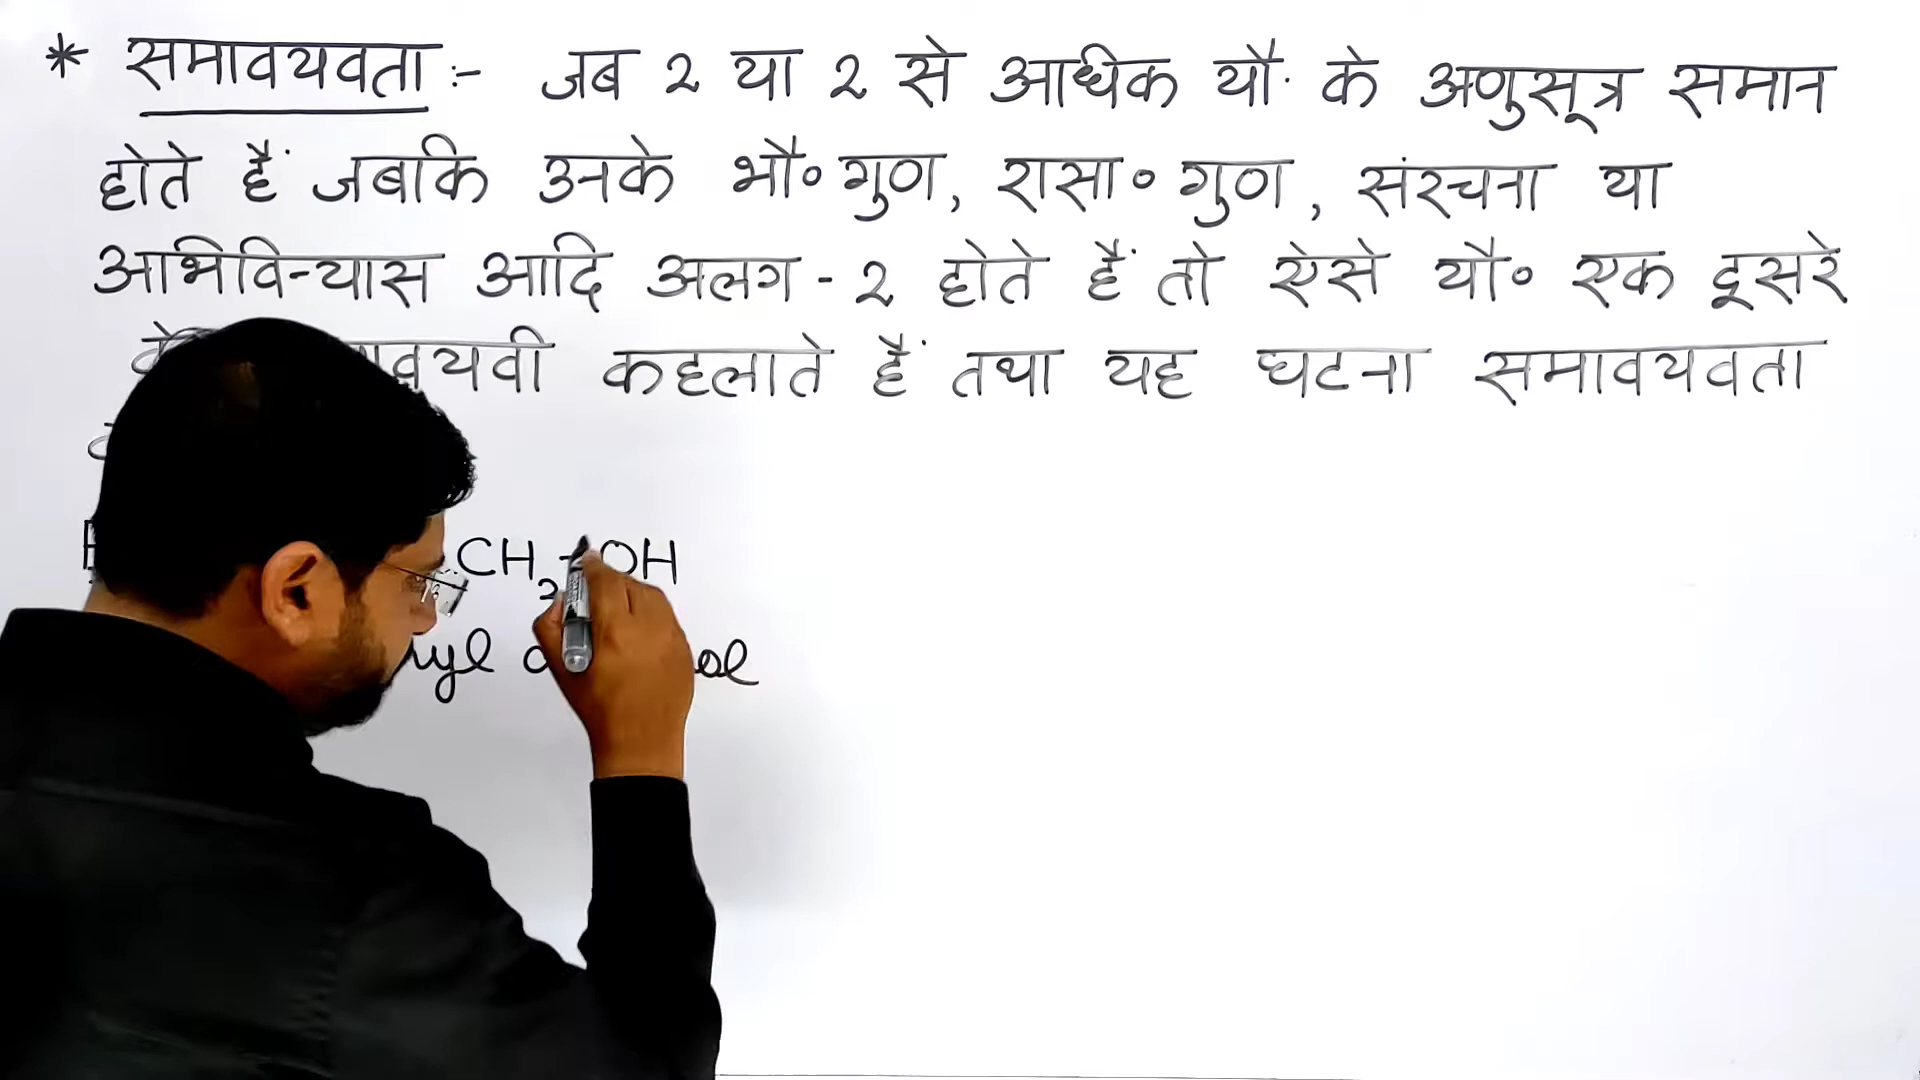 * समावयवता :- जब 2 या 2 से अधिक यौ॰ के अणुसूत्र समान
होते हैं जबकि उनके भौ॰ गुण, रासा॰ गुण, संरचना या
अभिविन्यास आदि अलग - 2 होते हैं तो ऐसे यौ॰ एक दूसरे
कहलाते हैं तथा यह घटना समावयवता
CH₂-OH